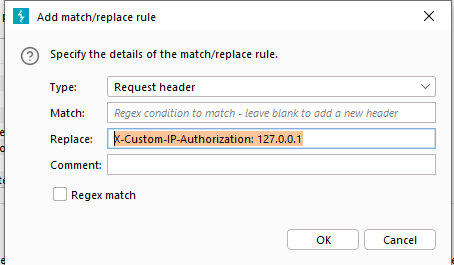 Add match/replace rule
Specify the details of the match/replace rule.
Type: Request header
Match: Regex condition to match - leave blank to add a new header
Replace: X-Custom-IP-Authorization: 127.0.0.1
Comment:
Regex match
OK Cancel